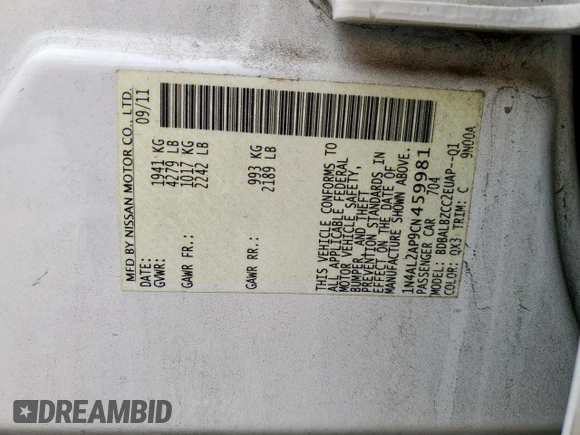 MFD BY NISSAN MOTOR CO., LTD.
DATE: 09/11
GVWR: 1941 KG
4279 LB
GAWR FR.: 1017 KG
2242 LB
GAWR RR.: 993 KG
2189 LB
THIS VEHICLE CONFORMS TO
ALL APPLICABLE FEDERAL
MOTOR VEHICLE SAFETY,
BUMPER, AND THEFT
PREVENTION STANDARDS IN
EFFECT ON THE DATE OF
MANUFACTURE SHOWN ABOVE.
1N4AL2AP9CN459981
PASSENGER CAR 704
MODEL: BDBALBZCC2EUAP--Q1
COLOR: QX3 TRIM: C 9N00A
DREAMBID